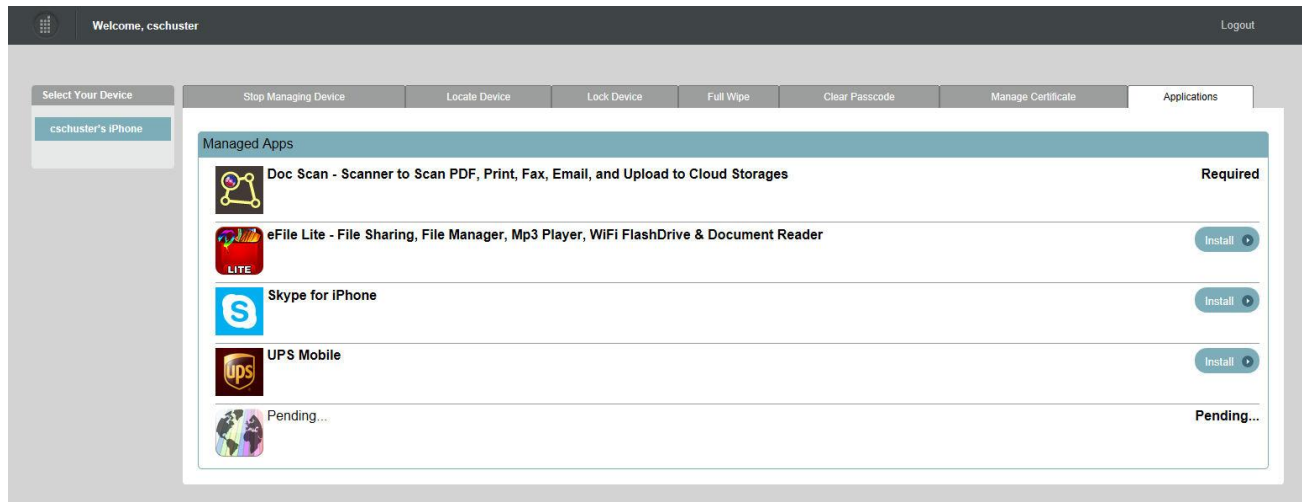 Welcome, cschuster
Logout
Select Your Device
Stop Managing Device
Locate Device
Lock Device
Full Wipe
Clear Passcode
Manage Certificate
Applications
cschuster's iPhone
Managed Apps
Doc Scan - Scanner to Scan PDF, Print, Fax, Email, and Upload to Cloud Storages
Required
eFile Lite - File Sharing, File Manager, Mp3 Player, WiFi FlashDrive & Document Reader
LITE
Install
Skype for iPhone
S
Install
UPS Mobile
ups
Install
Pending...
Pending...